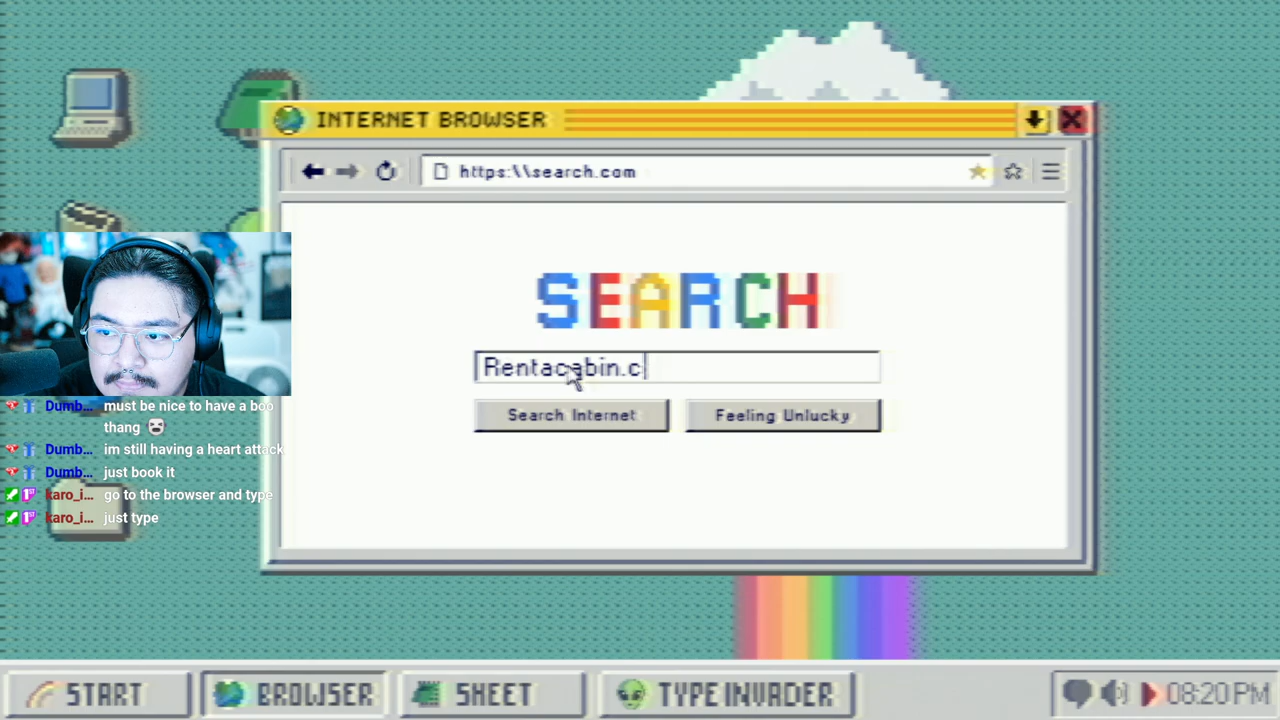 INTERNET BROWSER
https:\\search.com
SEARCH
Rentacabin.c
Search Internet
Feeling Unlucky
Dumb... must be nice to have a boo
thang
Dumb... im still having a heart attack
Dumb... just book it
karo_i... go to the browser and type
karo_i... just type
START
BROWSER
SHEET
TYPE INVADER
08:20 PM